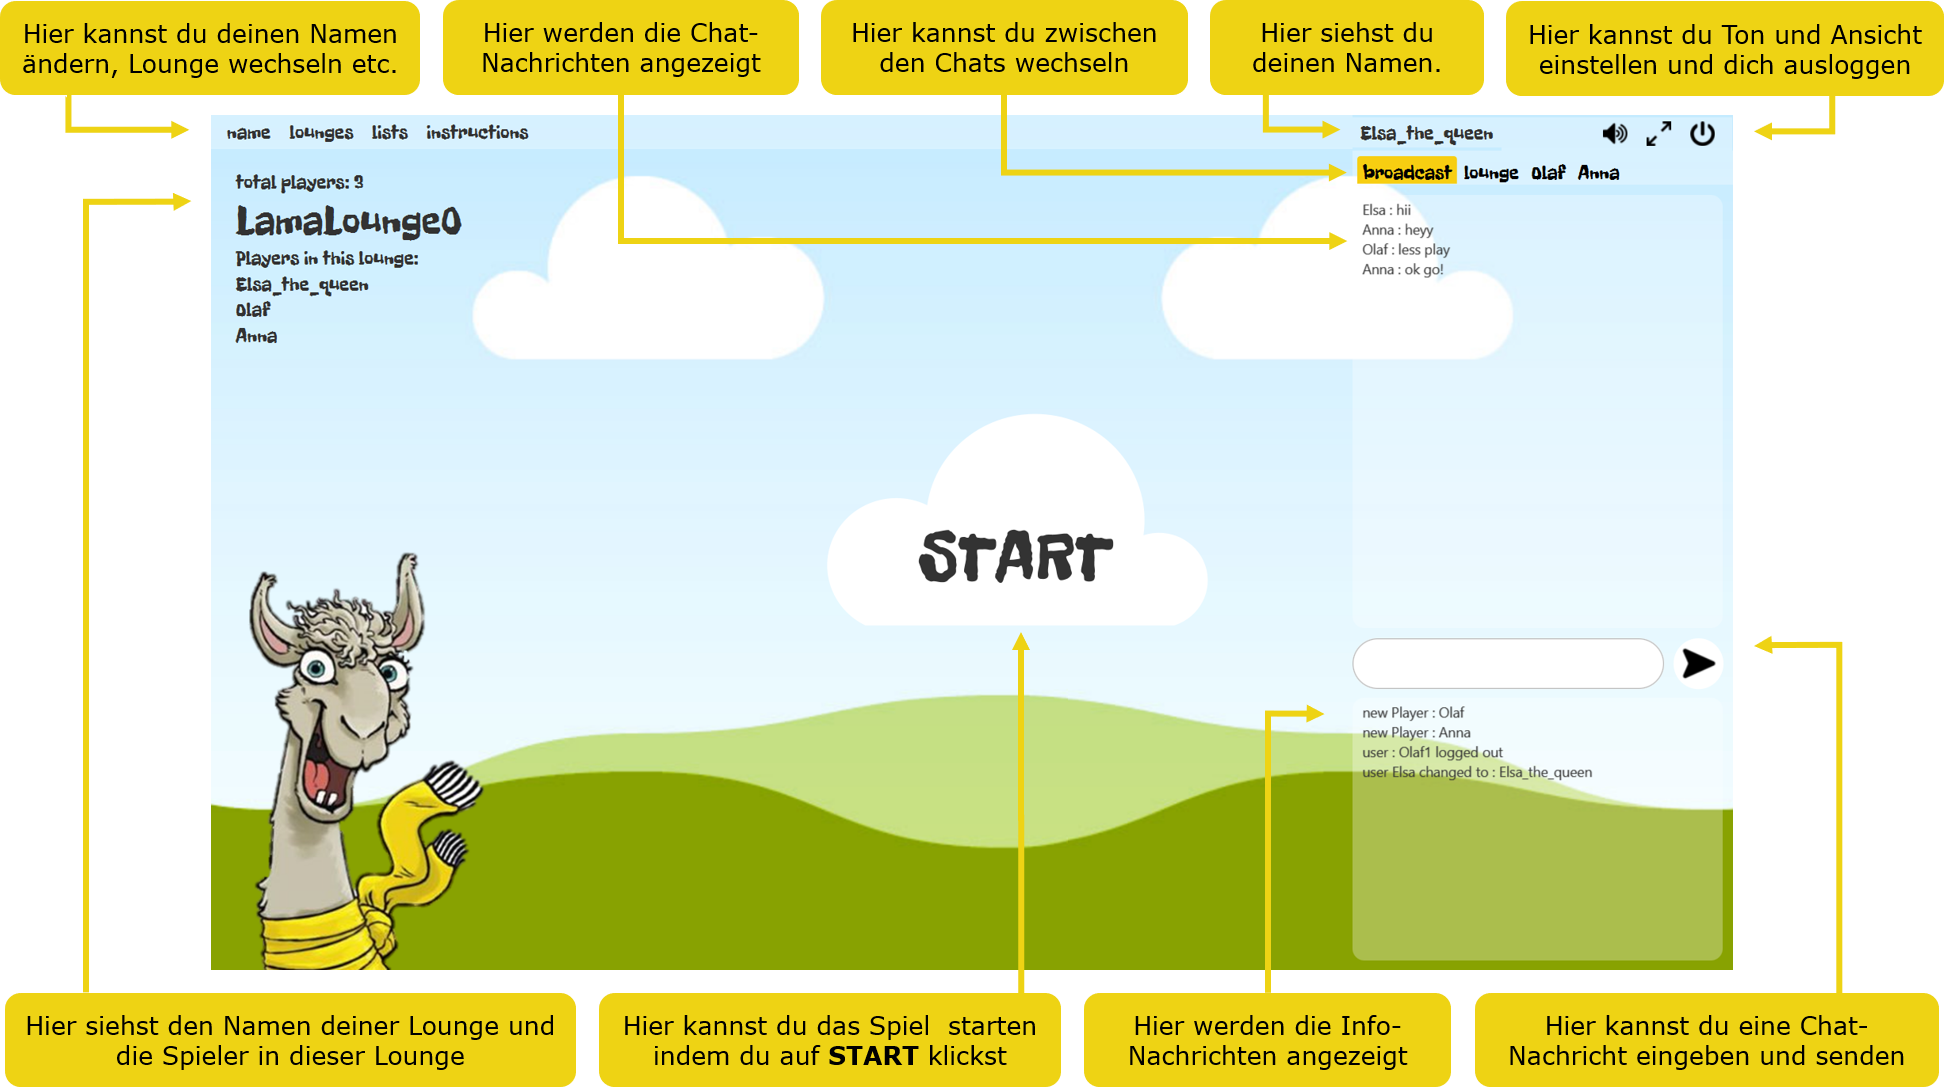 Hier kannst du deinen Namen
ändern, Lounge wechseln etc.
Hier werden die Chat-
Nachrichten angezeigt
Hier kannst du zwischen
den Chats wechseln
Hier siehst du
deinen Namen.
Hier kannst du Ton und Ansicht
einstellen und dich ausloggen
name lounges lists instructions
Elsa_the_queen
total players: 3
LamaLounge0
Players in this lounge:
Elsa_the_queen
Olaf
Anna
broadcast lounge Olaf Anna
Elsa : hii
Anna : heyy
Olaf : less play
Anna : ok go!
START
new Player : Olaf
new Player : Anna
user : Olaf1 logged out
user Elsa changed to : Elsa_the_queen
Hier siehst den Namen deiner Lounge und
die Spieler in dieser Lounge
Hier kannst du das Spiel starten
indem du auf START klickst
Hier werden die Info-
Nachrichten angezeigt
Hier kannst du eine Chat-
Nachricht eingeben und senden